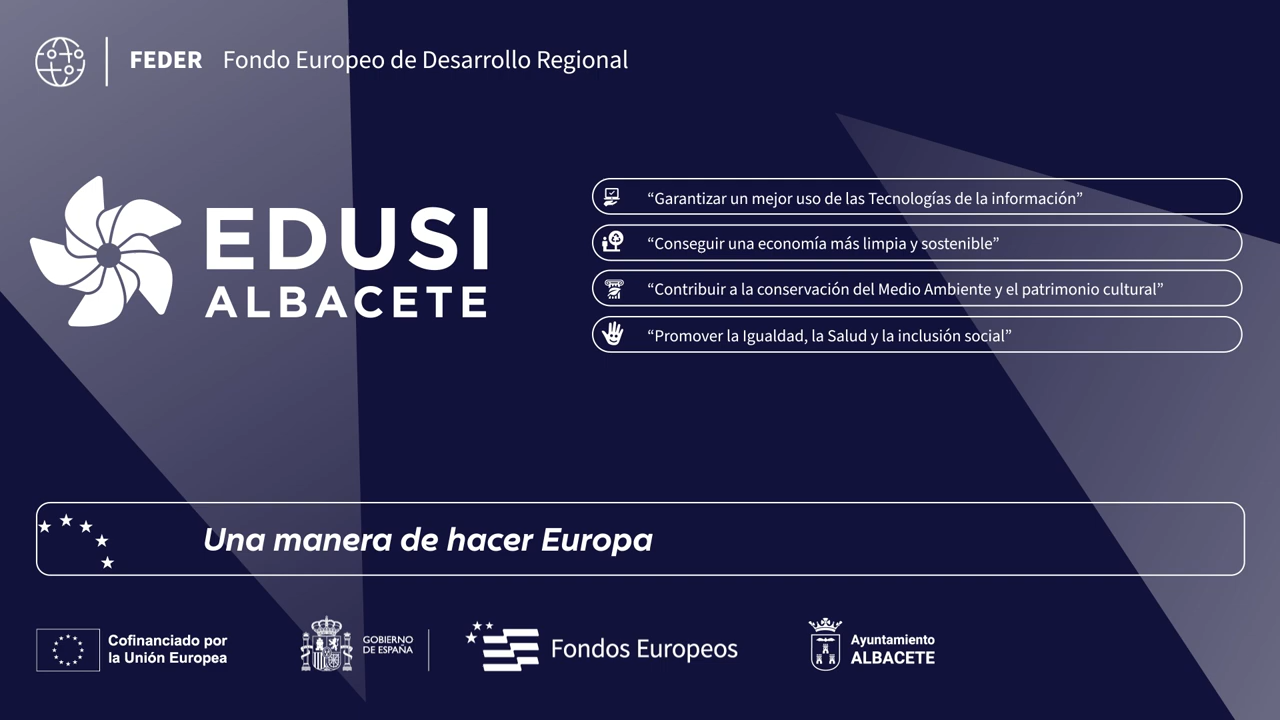 FEDER Fondo Europeo de Desarrollo Regional
EDUSI
ALBACETE
“Garantizar un mejor uso de las Tecnologías de la información”
“Conseguir una economía más limpia y sostenible”
“Contribuir a la conservación del Medio Ambiente y el patrimonio cultural”
“Promover la Igualdad, la Salud y la inclusión social”
Una manera de hacer Europa
Cofinanciado por
la Unión Europea
GOBIERNO
DE ESPAÑA
Fondos Europeos
Ayuntamiento
ALBACETE